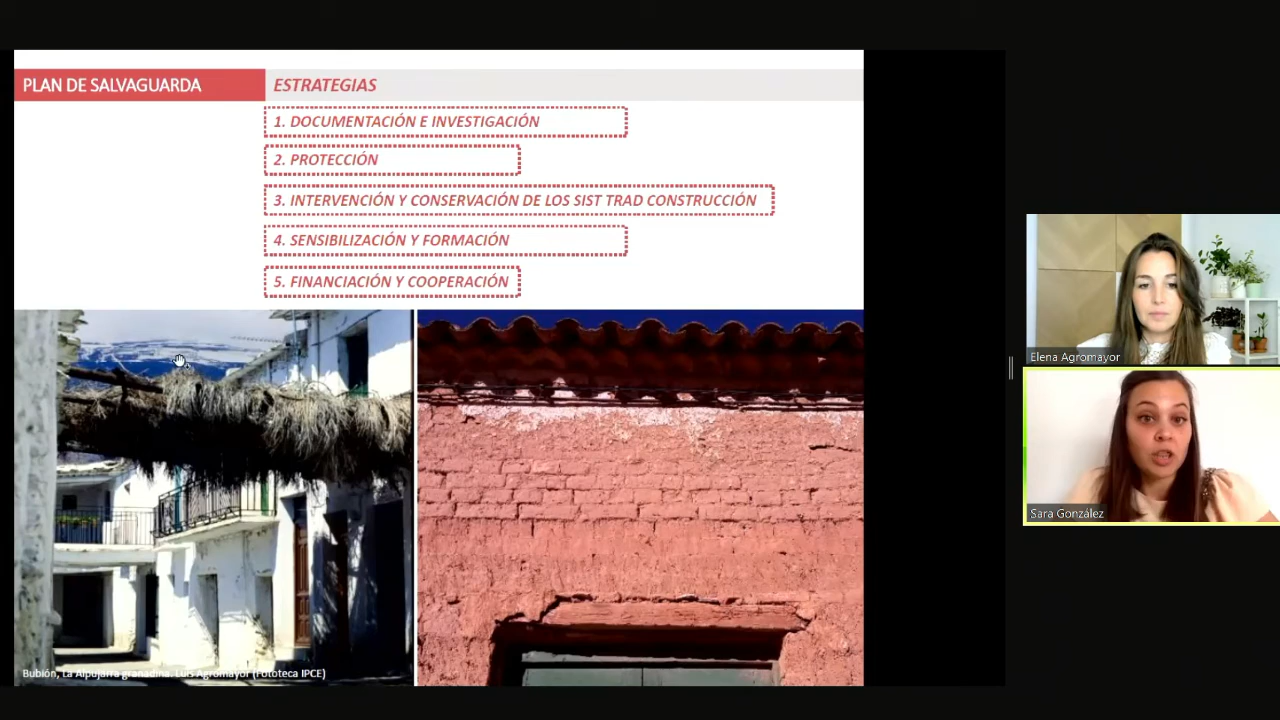 PLAN DE SALVAGUARDA
ESTRATEGIAS
1. DOCUMENTACIÓN E INVESTIGACIÓN
2. PROTECCIÓN
3. INTERVENCIÓN Y CONSERVACIÓN DE LOS SIST TRAD CONSTRUCCIÓN
4. SENSIBILIZACIÓN Y FORMACIÓN
5. FINANCIACIÓN Y COOPERACIÓN
Bubión, La Alpujarra granadina. Luis Agromayor (Fototeca IPCE)
Elena Agromayor
Sara González